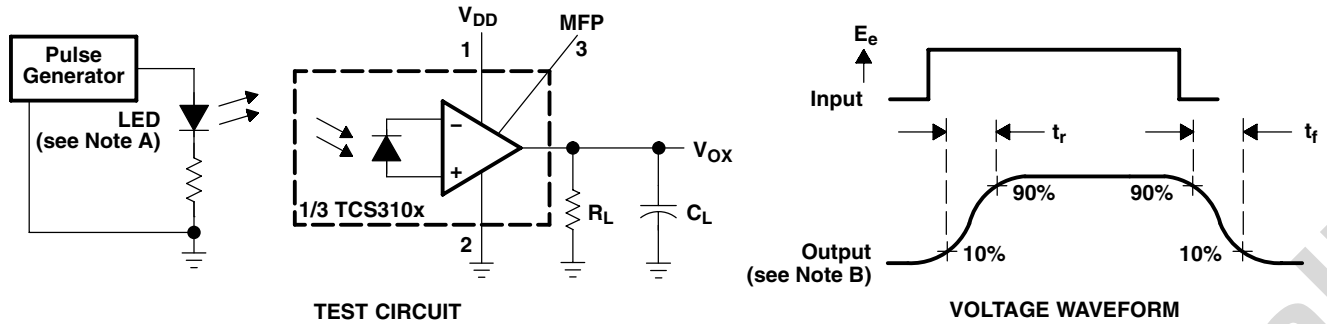 Pulse
Generator
LED
(see Note A)
V_DD
1
MFP
3
−
+
1/3 TCS310x
2
R_L
C_L
V_OX
TEST CIRCUIT
E_e
Input
t_r
t_f
90%
90%
Output
(see Note B)
10%
10%
VOLTAGE WAVEFORM